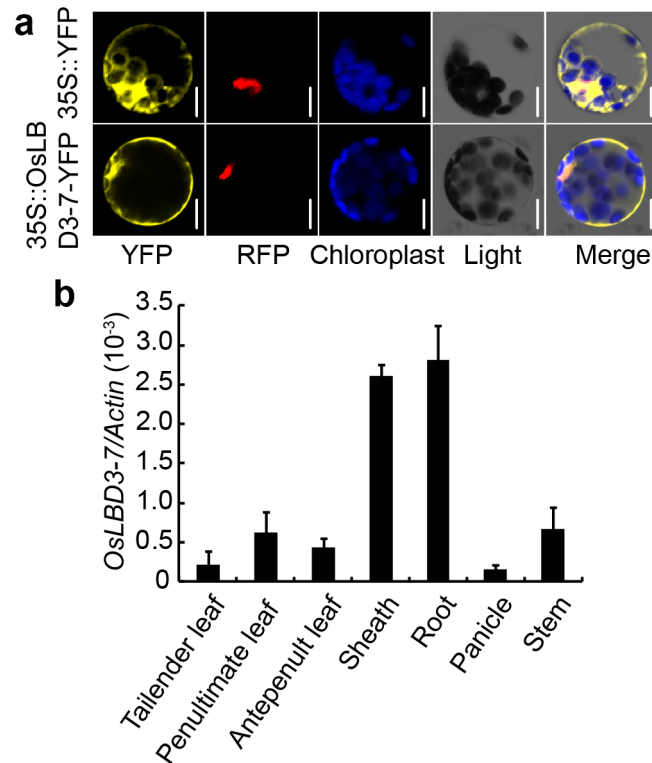 a
35S::YFP
35S::OsLB
D3-7-YFP
YFP RFP Chloroplast Light Merge
b
OsLBD3-7/Actin (10⁻³)
3.5
3.0
2.5
2.0
1.5
1.0
0.5
0
Tailender leaf
Penultimate leaf
Antepenult leaf
Sheath
Root
Panicle
Stem